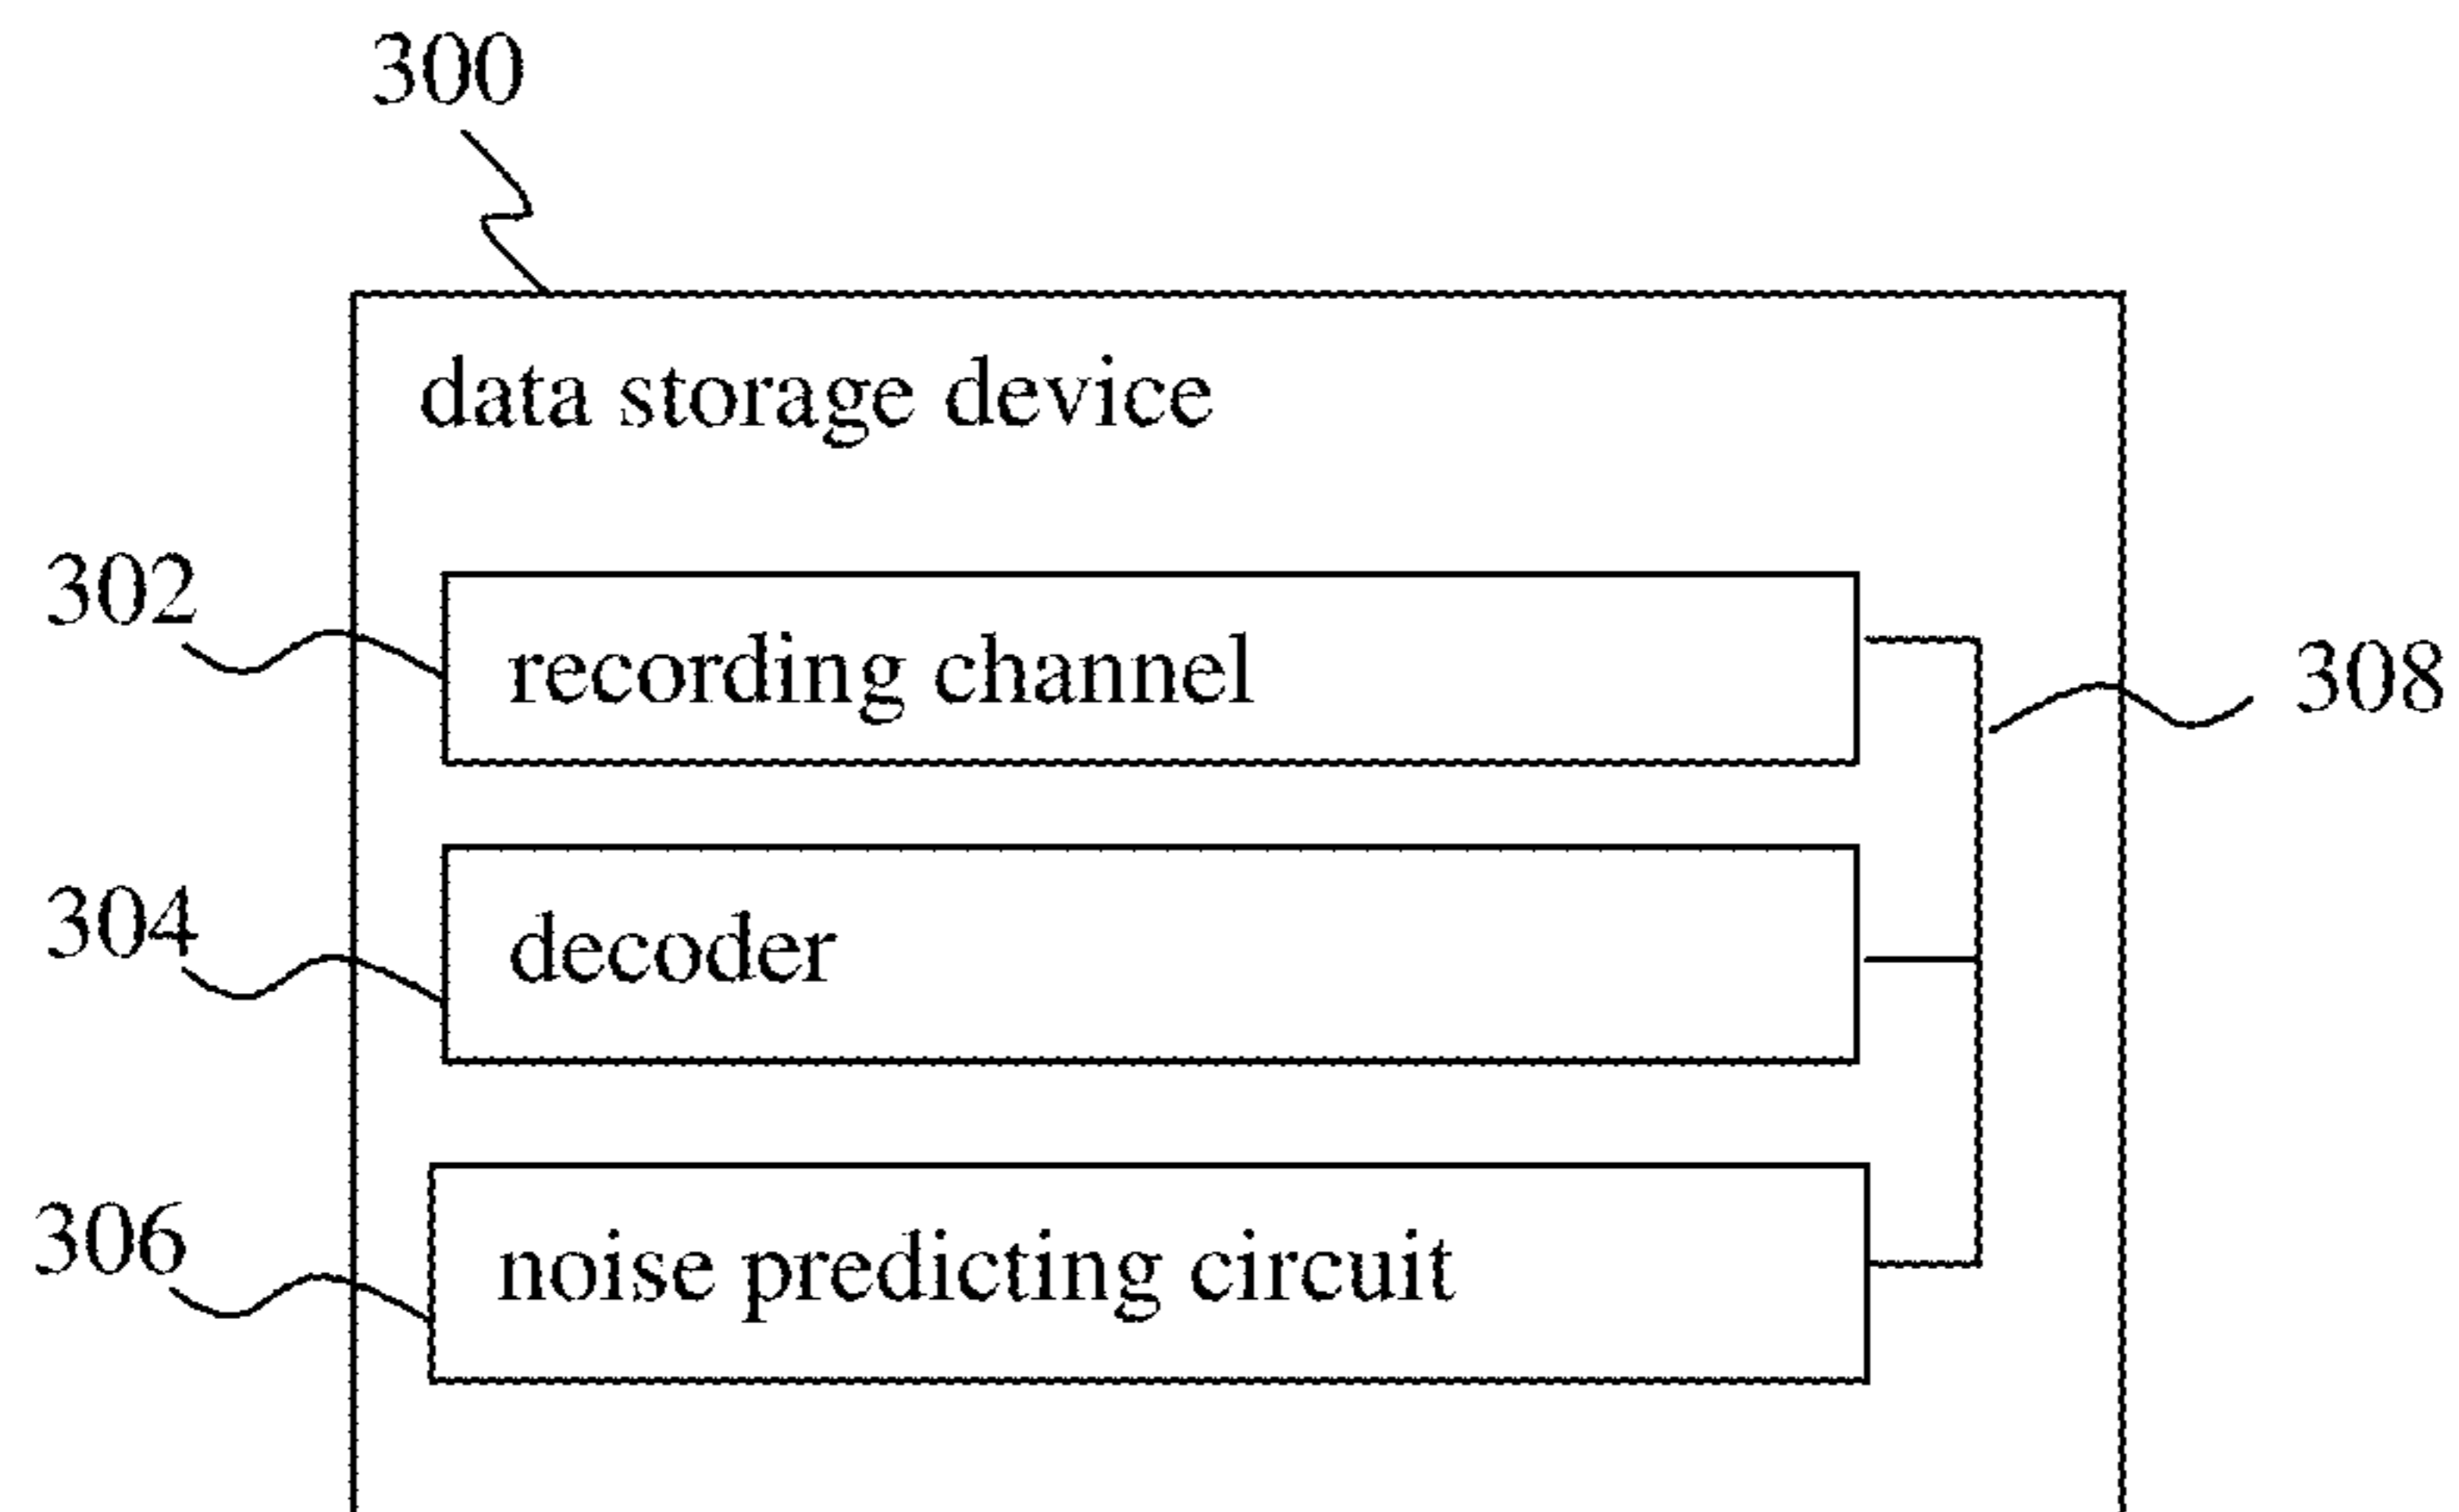 300
data storage device
302
recording channel
308
304
decoder
306
noise predicting circuit